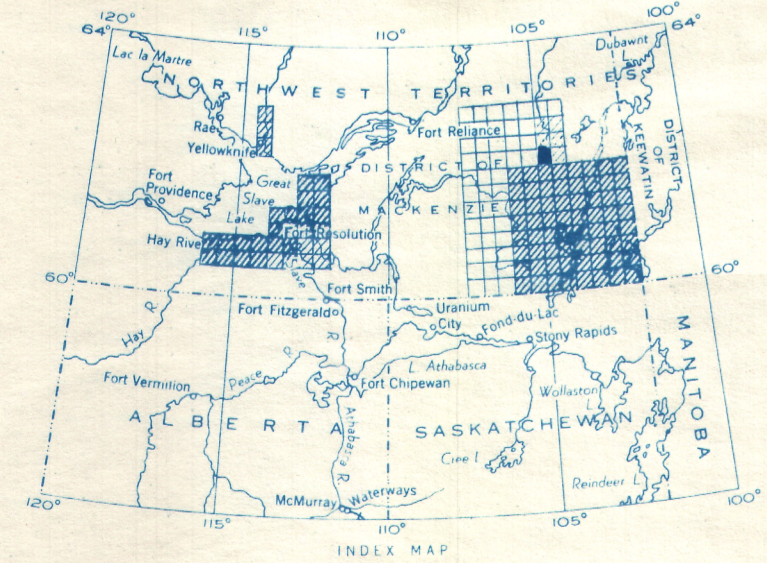 120°
115°
110°
105°
100°
64°
64°
Lac la Martre
Dubawnt
L.
NORTHWEST TERRITORIES
Rae
Fort Reliance
Yellowknife
DISTRICT OF
MACKENZIE
DISTRICT
OF
KEEWATIN
Fort
Providence
Great
Slave
Lake
Fort Resolution
Hay River
Slave
R.
60°
60°
Fort Smith
Fort Fitzgerald
Uranium
City
Fond-du-Lac
Stony Rapids
Hay R.
L. Athabasca
Fort Vermilion
Peace R.
Fort Chipewan
Wollaston
L.
MANITOBA
ALBERTA
SASKATCHEWAN
Athabasca R.
Cree L.
Reindeer L.
McMurray
Waterways
120°
115°
110°
105°
100°
INDEX MAP